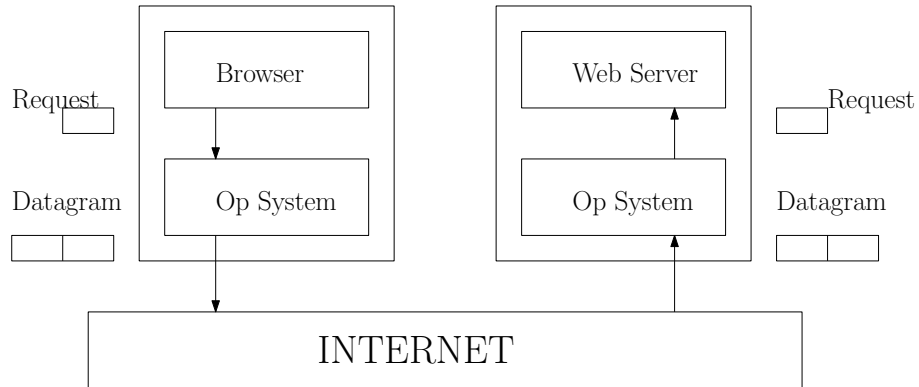 Browser
Web Server
Request
Request
Datagram
Op System
Op System
Datagram
INTERNET